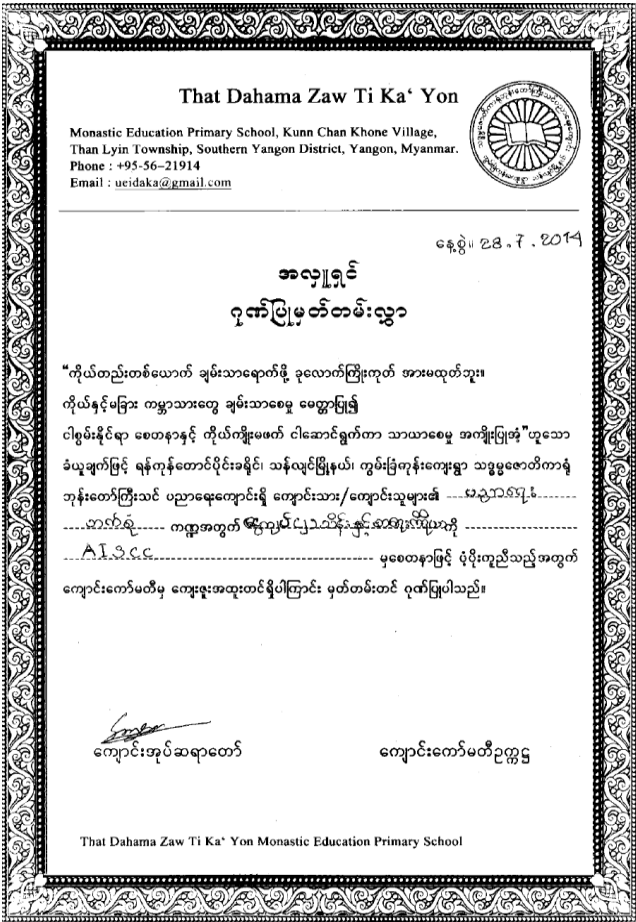 That Dahama Zaw Ti Ka‘ Yon
Monastic Education Primary School, Kunn Chan Khone Village,
Than Lyin Township, Southern Yangon District, Yangon, Myanmar.
Phone : +95-56–21914
Email : ueidaka@gmail.com
နေ့စွဲ။ 28.7.2014
အလှူရှင်
ဂုဏ်ပြုမှတ်တမ်းလွှာ
“ကိုယ်တည်းတစ်ယောက် ချမ်းသာရောက်ဖို့ ခုလောက်ကြိုးကုတ် အားမထုတ်ဘူး။
ကိုယ်နှင့်မခြား ကမ္ဘာသားတွေ ချမ်းသာစေမှု မေတ္တာပြု၍
ငါစွမ်းနိုင်ရာ စေတနာနှင့် ကိုယ်ကျိုးမဖက် ငါဆောင်ရွက်ကာ သာယာစေမှု အကျိုးပြုအံ့”ဟူသော
ခံယူချက်ဖြင့် ရန်ကုန်တောင်ပိုင်းခရိုင်၊ သန်လျင်မြို့နယ်၊ ကွမ်းခြံကုန်းကျေးရွာ သဒ္ဓမ္မဇောတိကာရုံ
ဘုန်းတော်ကြီးသင် ပညာရေးကျောင်းရှိ ကျောင်းသား/ကျောင်းသူများ၏ ပညာရေး
ထက်စုံ ကဏ္ဍအတွက် ကို
AI3CC မှစေတနာဖြင့် ပံ့ပိုးကူညီသည့်အတွက်
ကျောင်းကော်မတီမှ ကျေးဇူးအထူးတင်ရှိပါကြောင်း မှတ်တမ်းတင် ဂုဏ်ပြုပါသည်။
ကျောင်းအုပ်ဆရာတော်
ကျောင်းကော်မတီဥက္ကဋ္ဌ
That Dahama Zaw Ti Ka‘ Yon Monastic Education Primary School